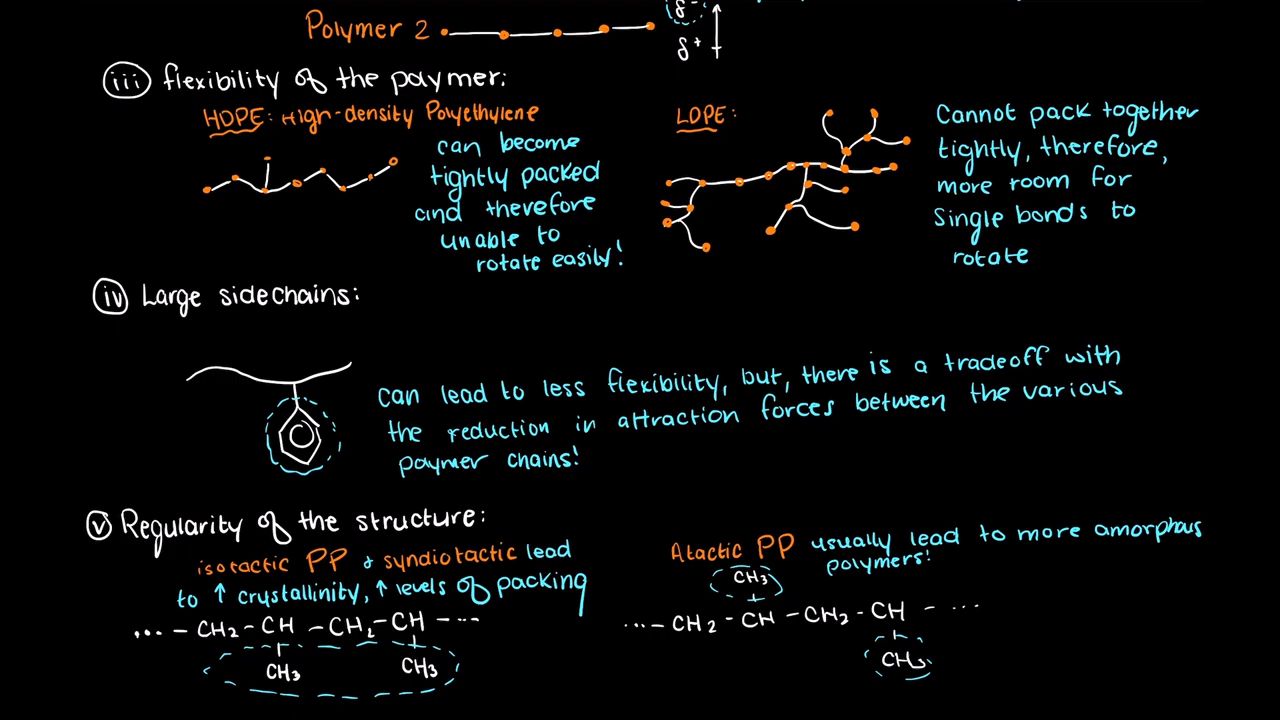 δ-
Polymer 2
δ+
iii flexibility of the polymer:
HDPE: High-density Polyethylene
can become
tightly packed
and therefore
unable to
rotate easily!
LDPE:
Cannot pack together
tightly, therefore,
more room for
single bonds to
rotate
iv Large sidechains:
can lead to less flexibility, but, there is a tradeoff with
the reduction in attraction forces between the various
polymer chains!
v Regularity of the structure:
isotactic PP & syndiotactic lead
to ↑ crystallinity, ↑ levels of packing
... - CH2 - CH - CH2 - CH - ...
CH3 CH3
Atactic PP usually lead to more amorphous
polymers!
CH3
... - CH2 - CH - CH2 - CH - ...
CH3